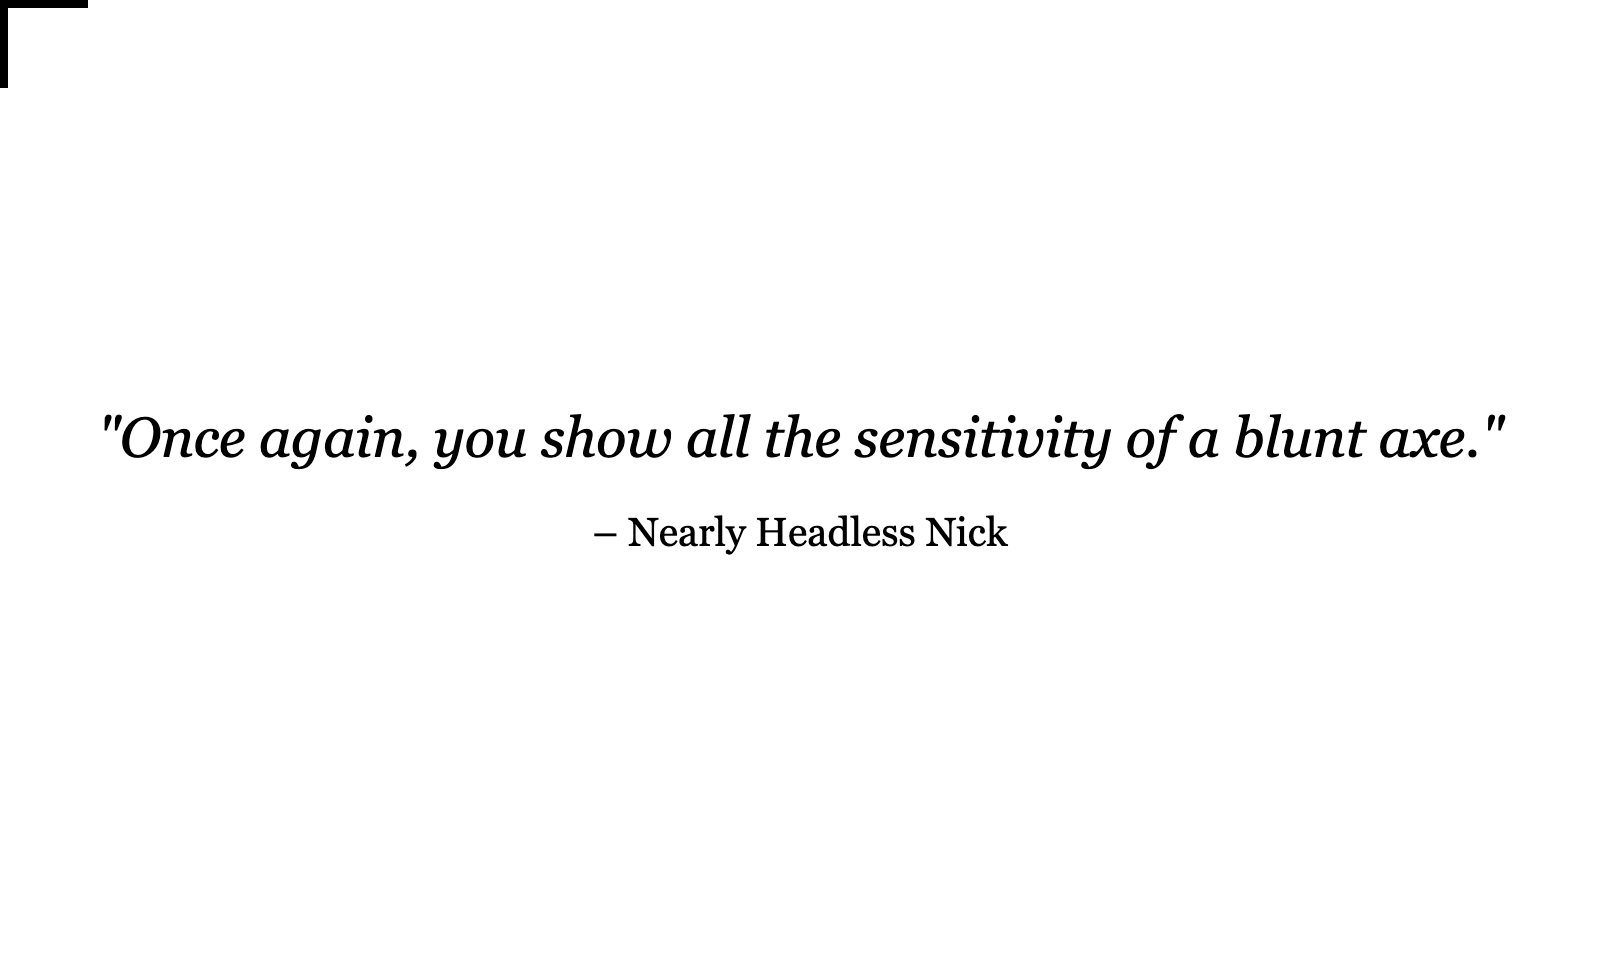 "Once again, you show all the sensitivity of a blunt axe."
– Nearly Headless Nick